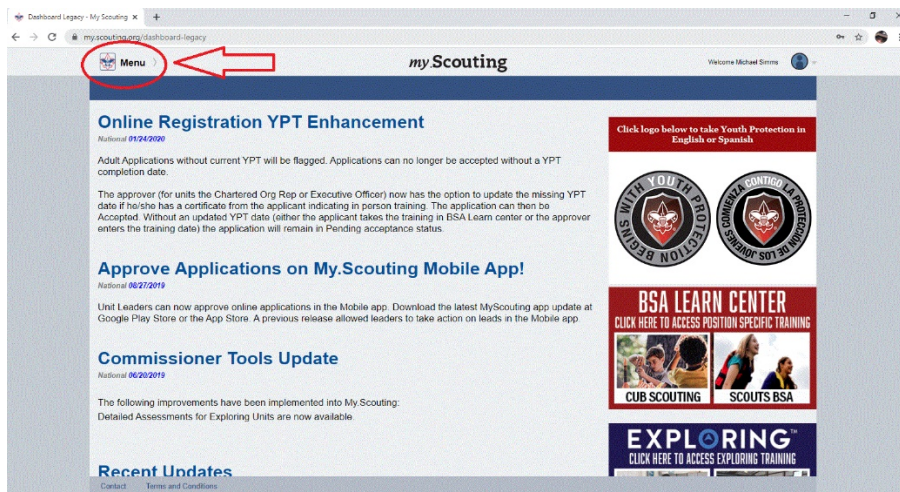 Dashboard Legacy - My Scouting
my.scouting.org/dashboard-legacy
Menu
my.Scouting
Welcome Michael Simms
Online Registration YPT Enhancement
National 01/24/2020
Adult Applications without current YPT will be flagged. Applications can no longer be accepted without a YPT
completion date.
The approver (for units the Chartered Org Rep or Executive Officer) now has the option to update the missing YPT
date if he/she has a certificate from the applicant indicating in person training. The application can then be
Accepted. Without an updated YPT date (either the applicant takes the training in BSA Learn center or the approver
enters the training date) the application will remain in Pending acceptance status.
Approve Applications on My.Scouting Mobile App!
National 08/27/2019
Unit Leaders can now approve online applications in the Mobile app. Download the latest MyScouting app update at
Google Play Store or the App Store. A previous release allowed leaders to take action on leads in the Mobile app.
Commissioner Tools Update
National 06/20/2019
The following improvements have been implemented into My.Scouting:
Detailed Assessments for Exploring Units are now available.
Recent Updates
Contact Terms and Conditions
Click logo below to take Youth Protection in
English or Spanish
YOUTH PROTECTION BEGINS WITH YOU
LA PROTECCIÓN DE JÓVENES COMIENZA CONTIGO
BSA LEARN CENTER
CLICK HERE TO ACCESS POSITION SPECIFIC TRAINING
CUB SCOUTING SCOUTS BSA
EXPLORING™
CLICK HERE TO ACCESS EXPLORING TRAINING